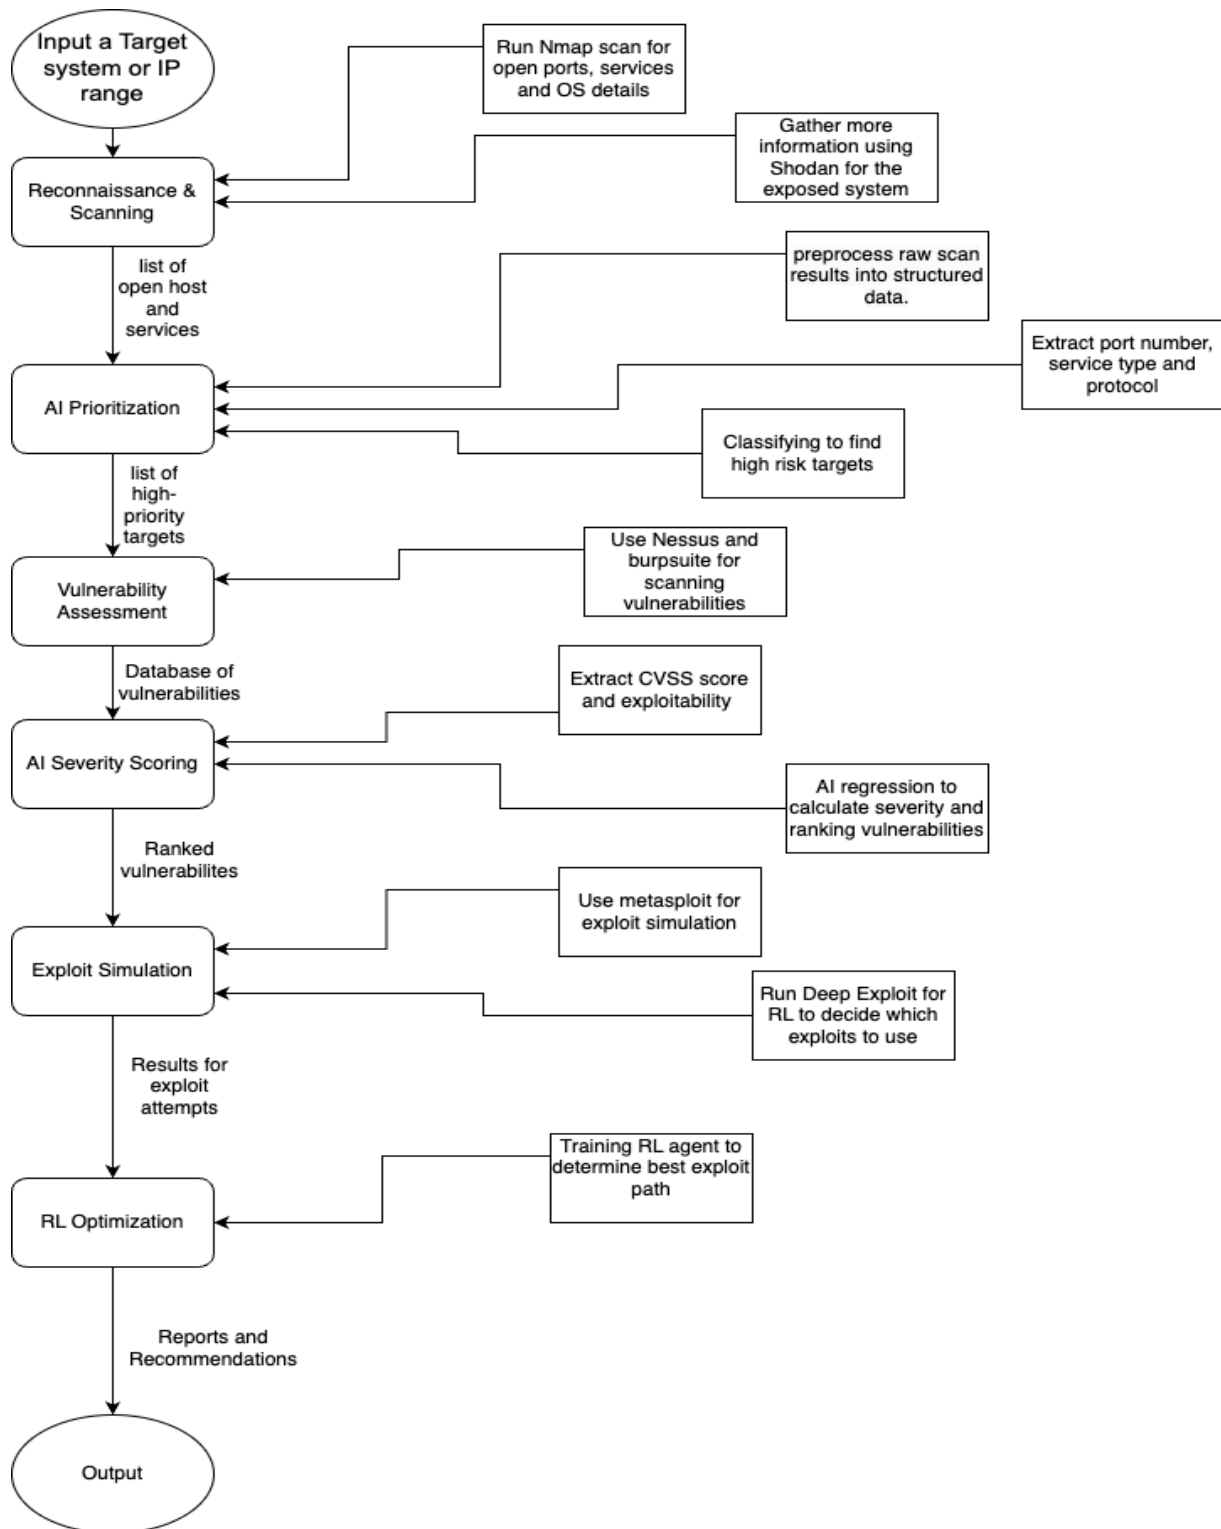 Input a Target
system or IP
range
Run Nmap scan for
open ports, services
and OS details
Gather more
information using
Shodan for the
exposed system
Reconnaissance &
Scanning
list of
open host
and
services
preprocess raw scan
results into structured
data.
Extract port number,
service type and
protocol
AI Prioritization
Classifying to find
high risk targets
list of
high-
priority
targets
Use Nessus and
burpsuite for
scanning
vulnerabilities
Vulnerability
Assessment
Database of
vulnerabilities
Extract CVSS score
and exploitability
AI Severity Scoring
AI regression to
calculate severity and
ranking vulnerabilities
Ranked
vulnerabilites
Use metasploit for
exploit simulation
Exploit Simulation
Run Deep Exploit for
RL to decide which
exploits to use
Results for
exploit
attempts
Training RL agent to
determine best exploit
path
RL Optimization
Reports and
Recommendations
Output